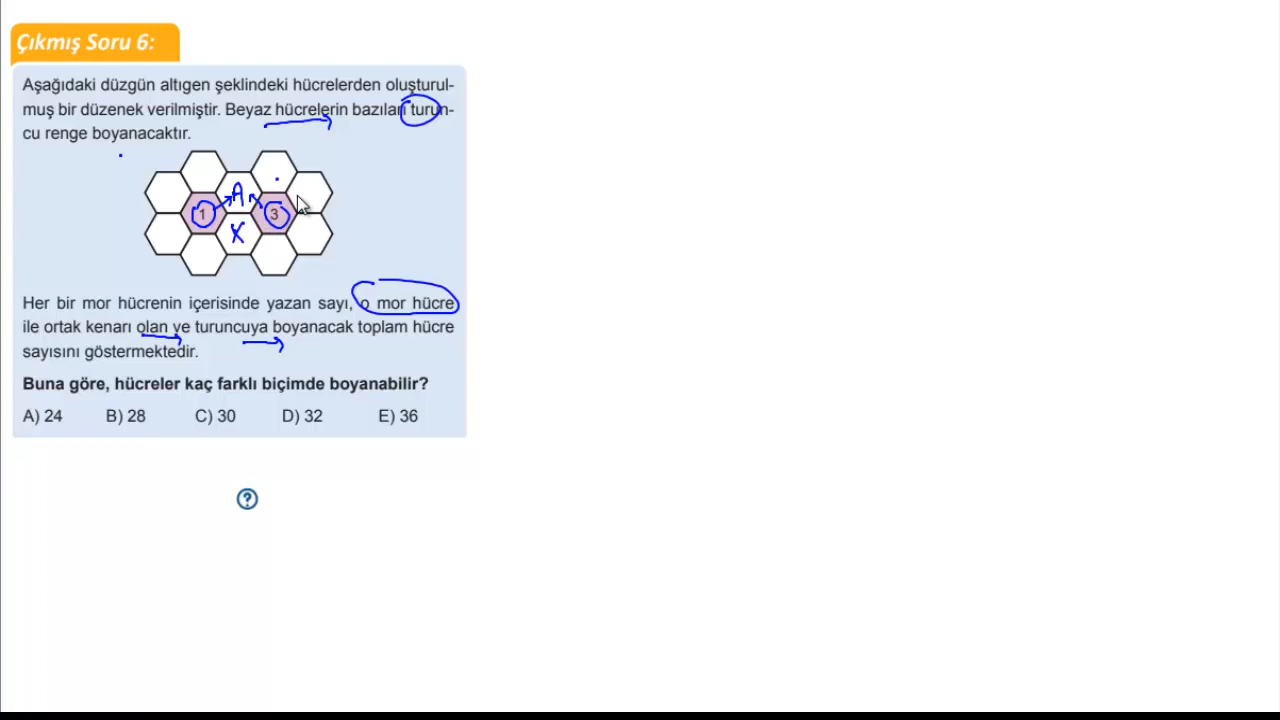 Çıkmış Soru 6:
Aşağıdaki düzgün altıgen şeklindeki hücrelerden oluşturul-
muş bir düzenek verilmiştir. Beyaz hücrelerin bazıları turun-
cu renge boyanacaktır.
A
1 3
X
Her bir mor hücrenin içerisinde yazan sayı, o mor hücre
ile ortak kenarı olan ve turuncuya boyanacak toplam hücre
sayısını göstermektedir.
Buna göre, hücreler kaç farklı biçimde boyanabilir?
A) 24 B) 28 C) 30 D) 32 E) 36
?